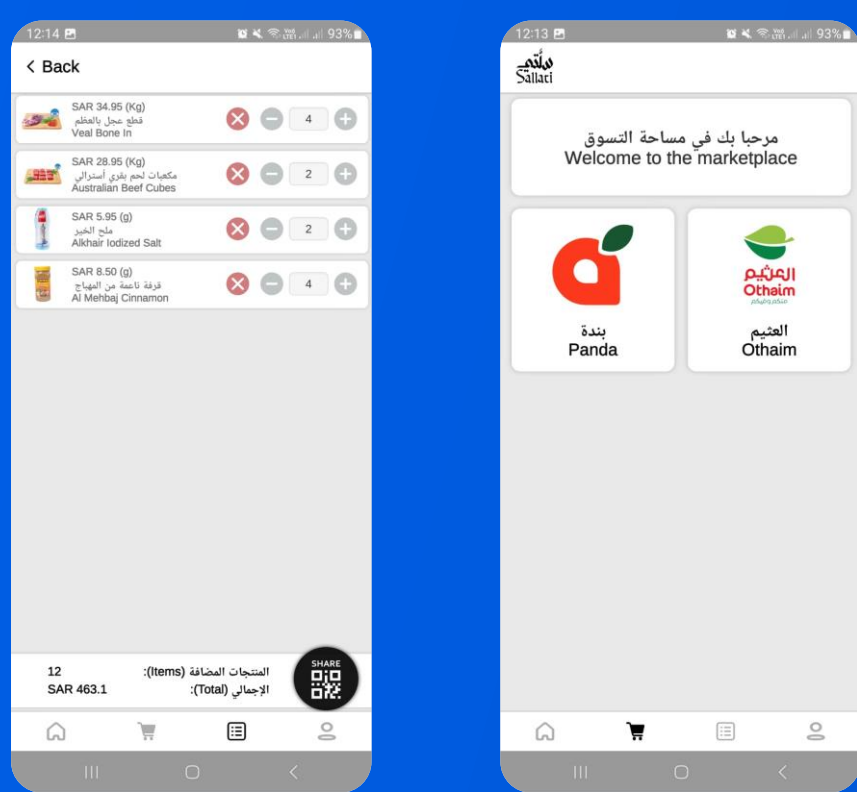 12:14
93%
< Back
SAR 34.95 (Kg)
قطع عجل بالعظم
Veal Bone In
4
SAR 28.95 (Kg)
مكعبات لحم بقري أسترالي
Australian Beef Cubes
2
SAR 5.95 (g)
ملح الخير
Alkhair Iodized Salt
2
SAR 8.50 (g)
قرفة ناعمة من المهباج
Al Mehbaj Cinnamon
4
المنتجات المضافة (Items): 12
الإجمالي (Total): SAR 463.1
SHARE
12:13
93%
سلّتي
Sallati
مرحبا بك في مساحة التسوق
Welcome to the marketplace
بندة
Panda
العثيم
Othaim
العثيم
Othaim